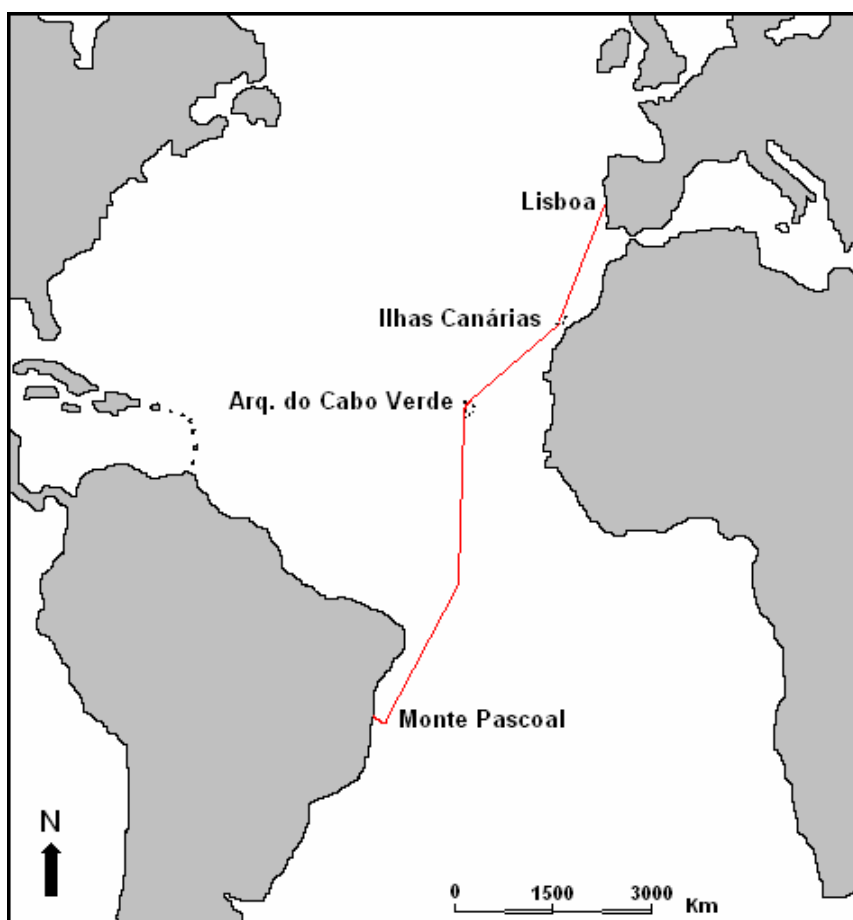 Lisboa
Ilhas Canárias
Arq. do Cabo Verde
Monte Pascoal
N
0 1500 3000 Km